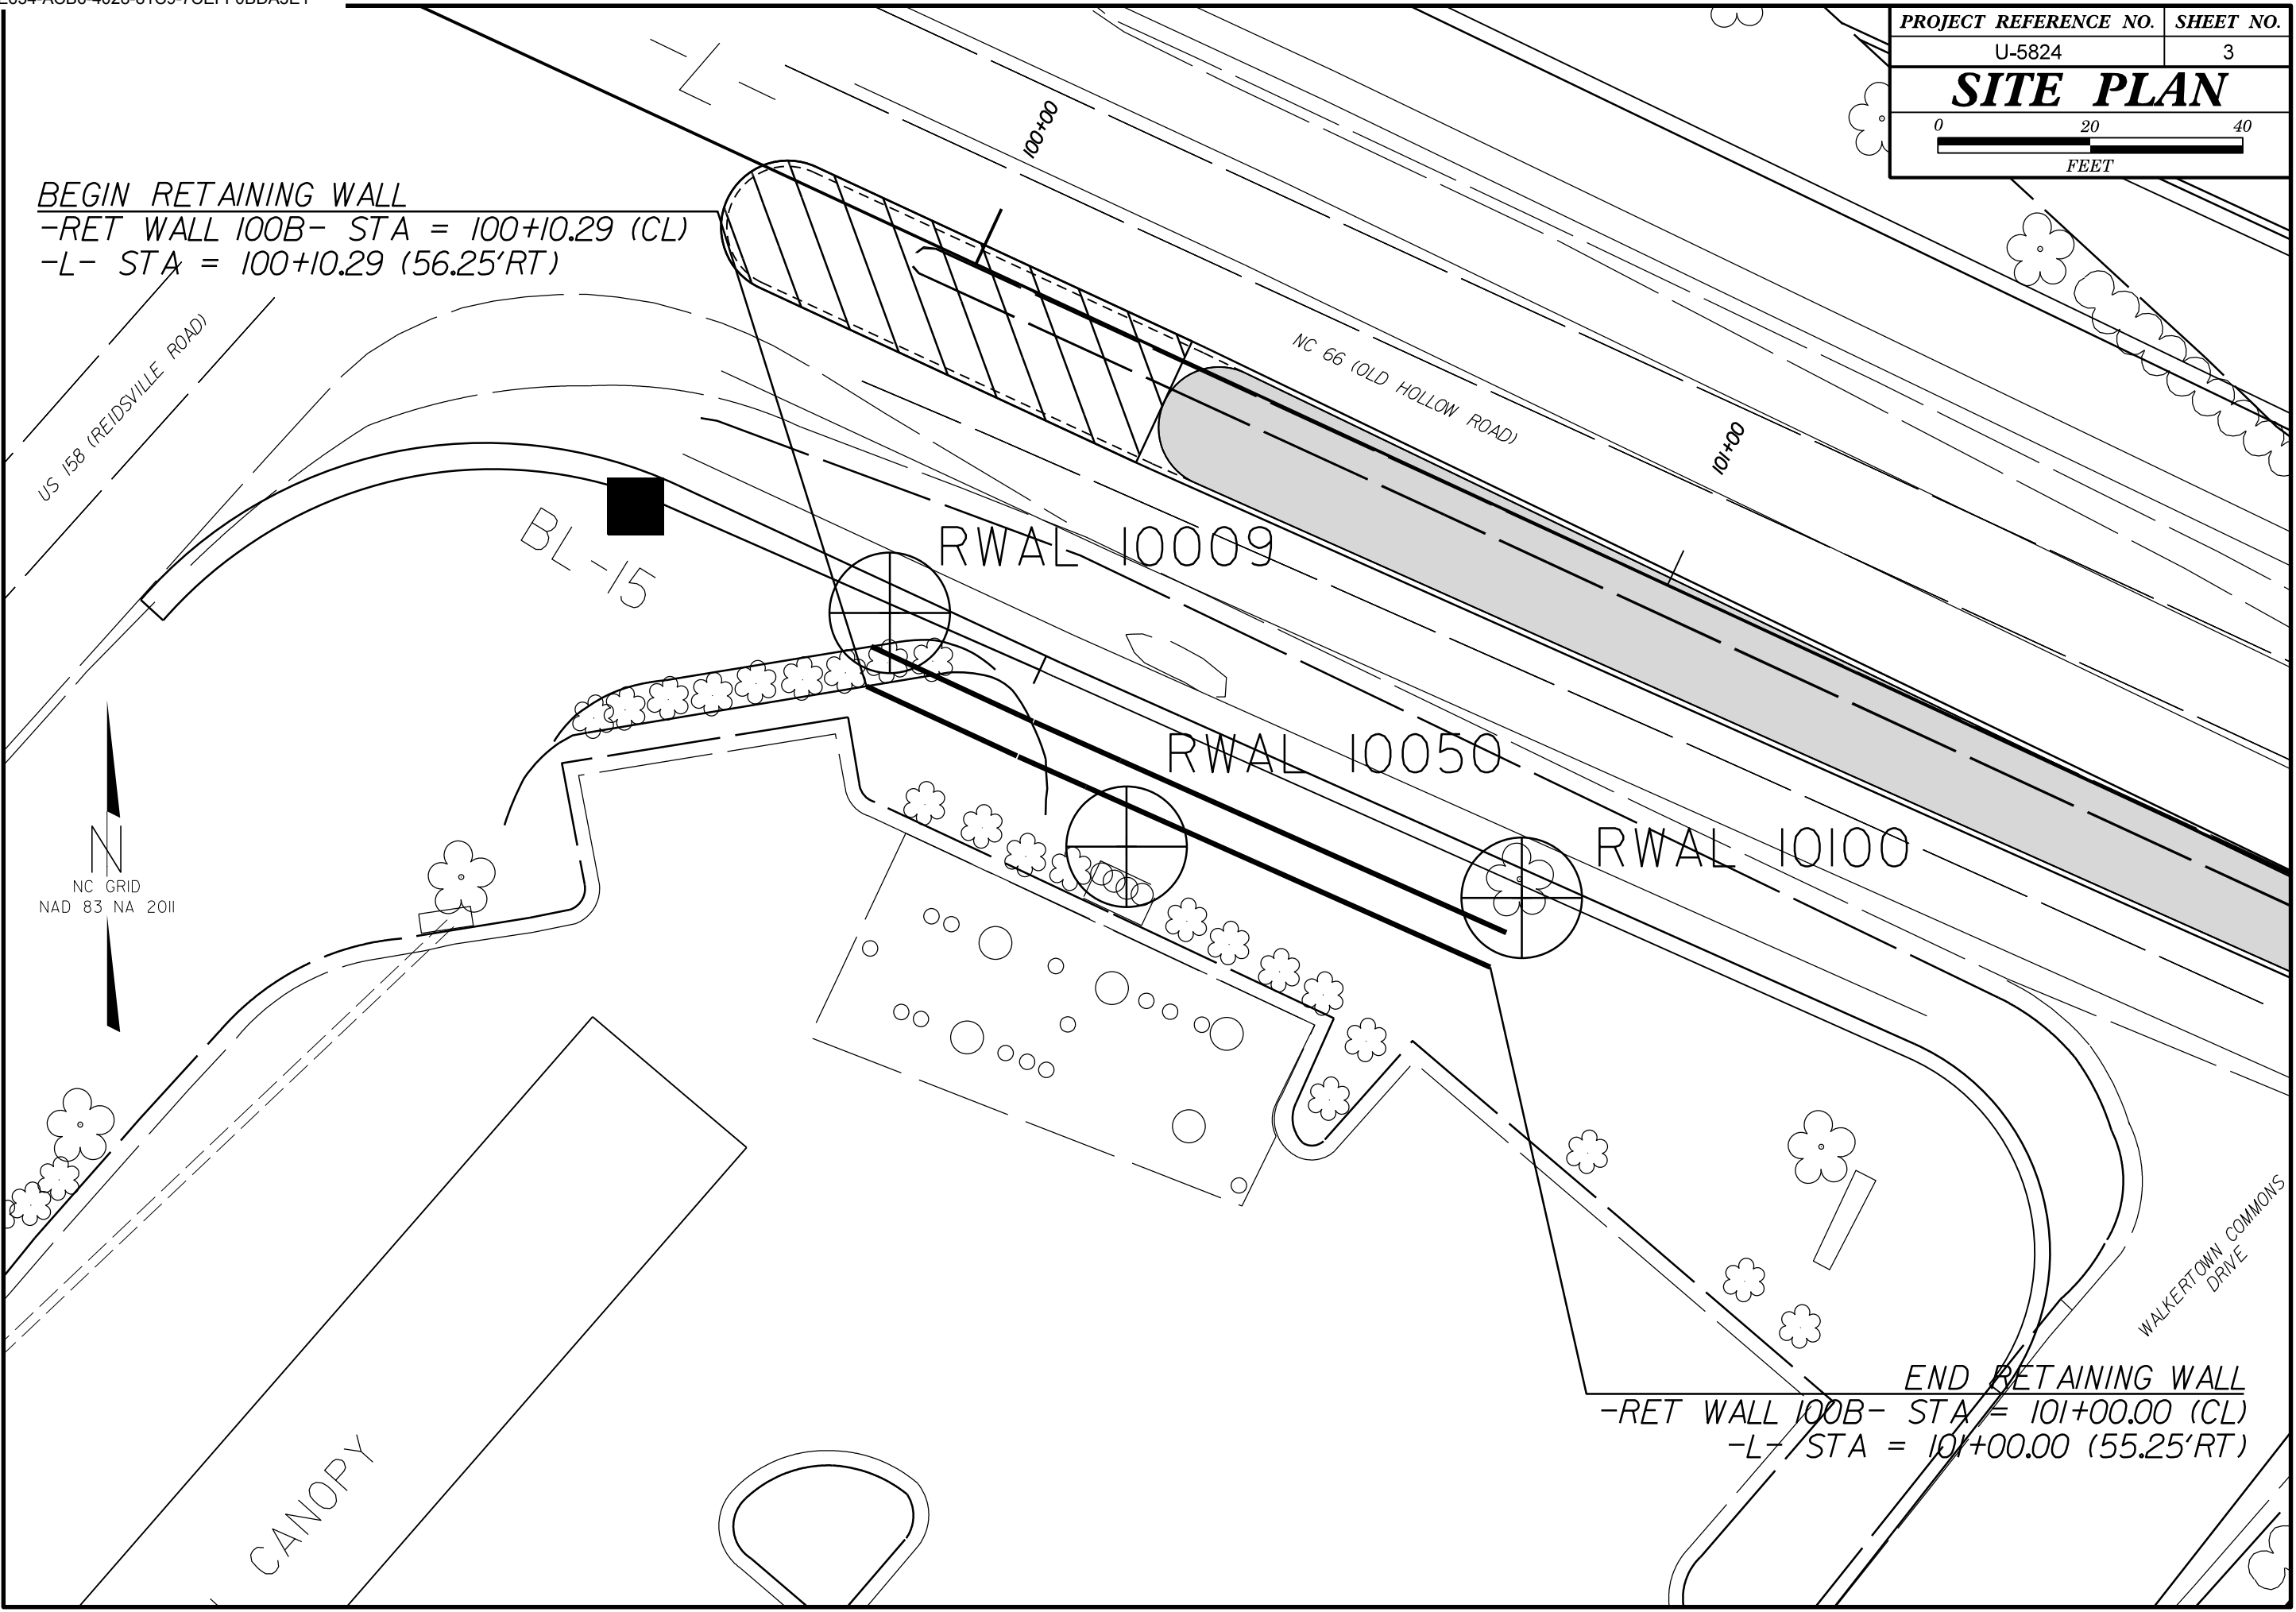 PROJECT REFERENCE NO. SHEET NO.
U-5824 3
SITE PLAN
0 20 40
FEET
-L-
100+00
BEGIN RETAINING WALL
-RET WALL 100B- STA = 100+10.29 (CL)
-L- STA = 100+10.29 (56.25'RT)
US 158 (REIDSVILLE ROAD)
NC 66 (OLD HOLLOW ROAD)
101+00
BL-15
RWAL 10009
RWAL 10050
RWAL 10100
N
NC GRID
NAD 83 NA 2011
WALKERTOWN COMMONS
DRIVE
END RETAINING WALL
-RET WALL 100B- STA = 101+00.00 (CL)
-L- STA = 101+00.00 (55.25'RT)
CANOPY